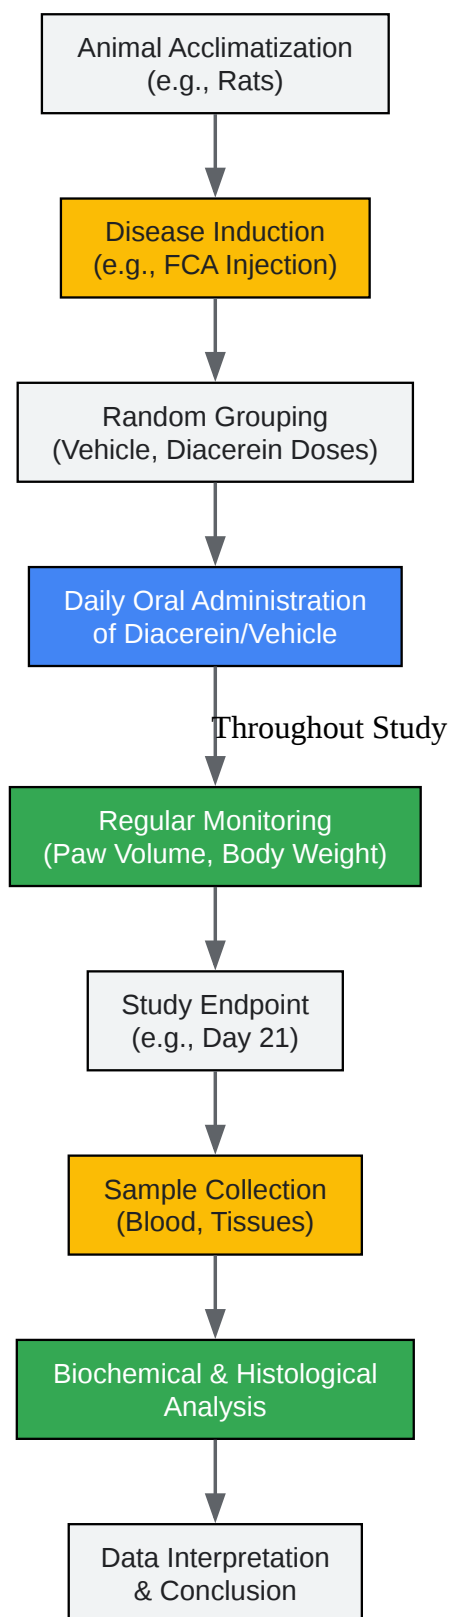 Animal Acclimatization
(e.g., Rats)
Disease Induction
(e.g., FCA Injection)
Random Grouping
(Vehicle, Diacerein Doses)
Daily Oral Administration
of Diacerein/Vehicle
Throughout Study
Regular Monitoring
(Paw Volume, Body Weight)
Study Endpoint
(e.g., Day 21)
Sample Collection
(Blood, Tissues)
Biochemical & Histological
Analysis
Data Interpretation
& Conclusion